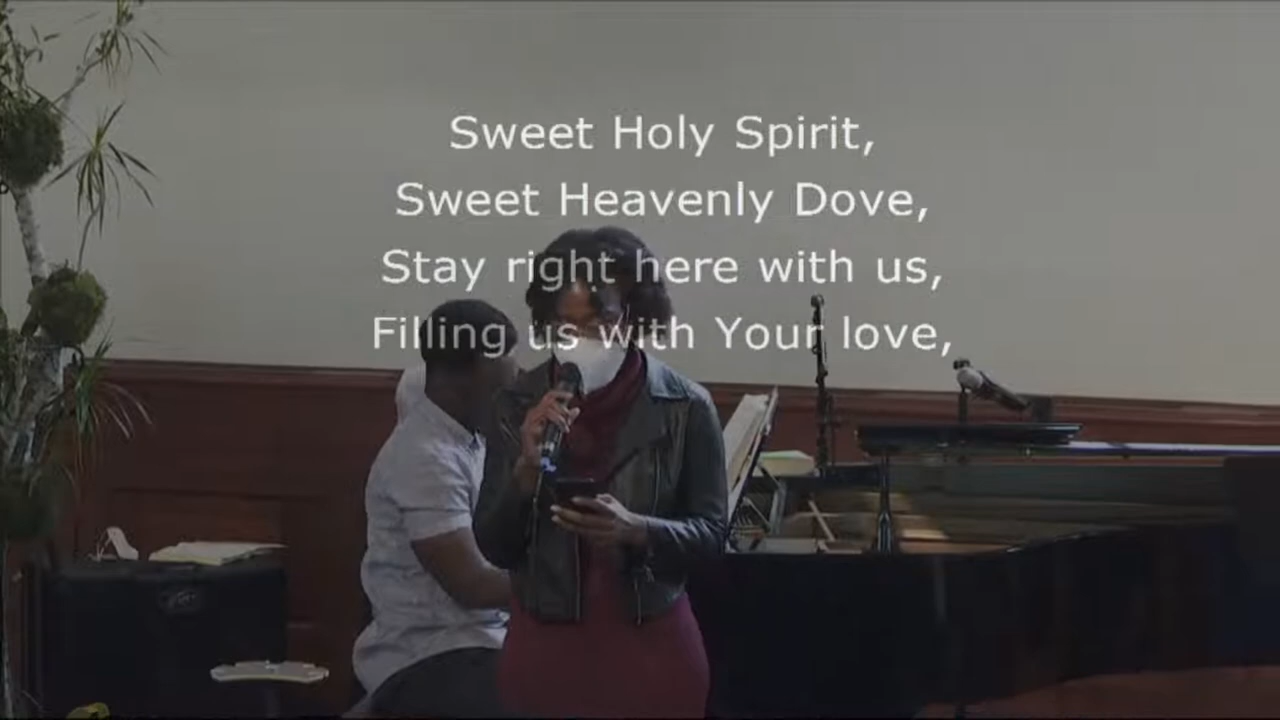 Sweet Holy Spirit,
Sweet Heavenly Dove,
Stay right here with us,
Filling us with Your love,